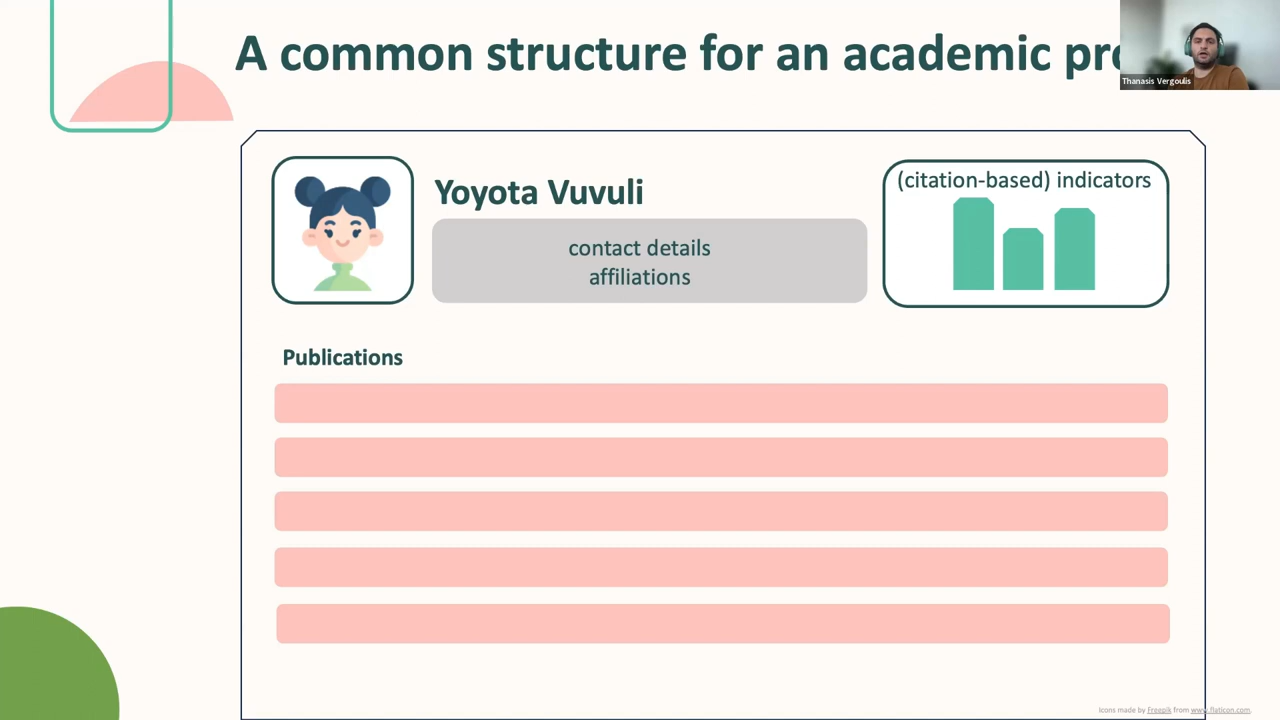 A common structure for an academic
Thanasis Vergoulis
Yoyota Vuvuli
(citation-based) indicators
contact details
affiliations
Publications
Icons made by Freepik from www.flaticon.com.